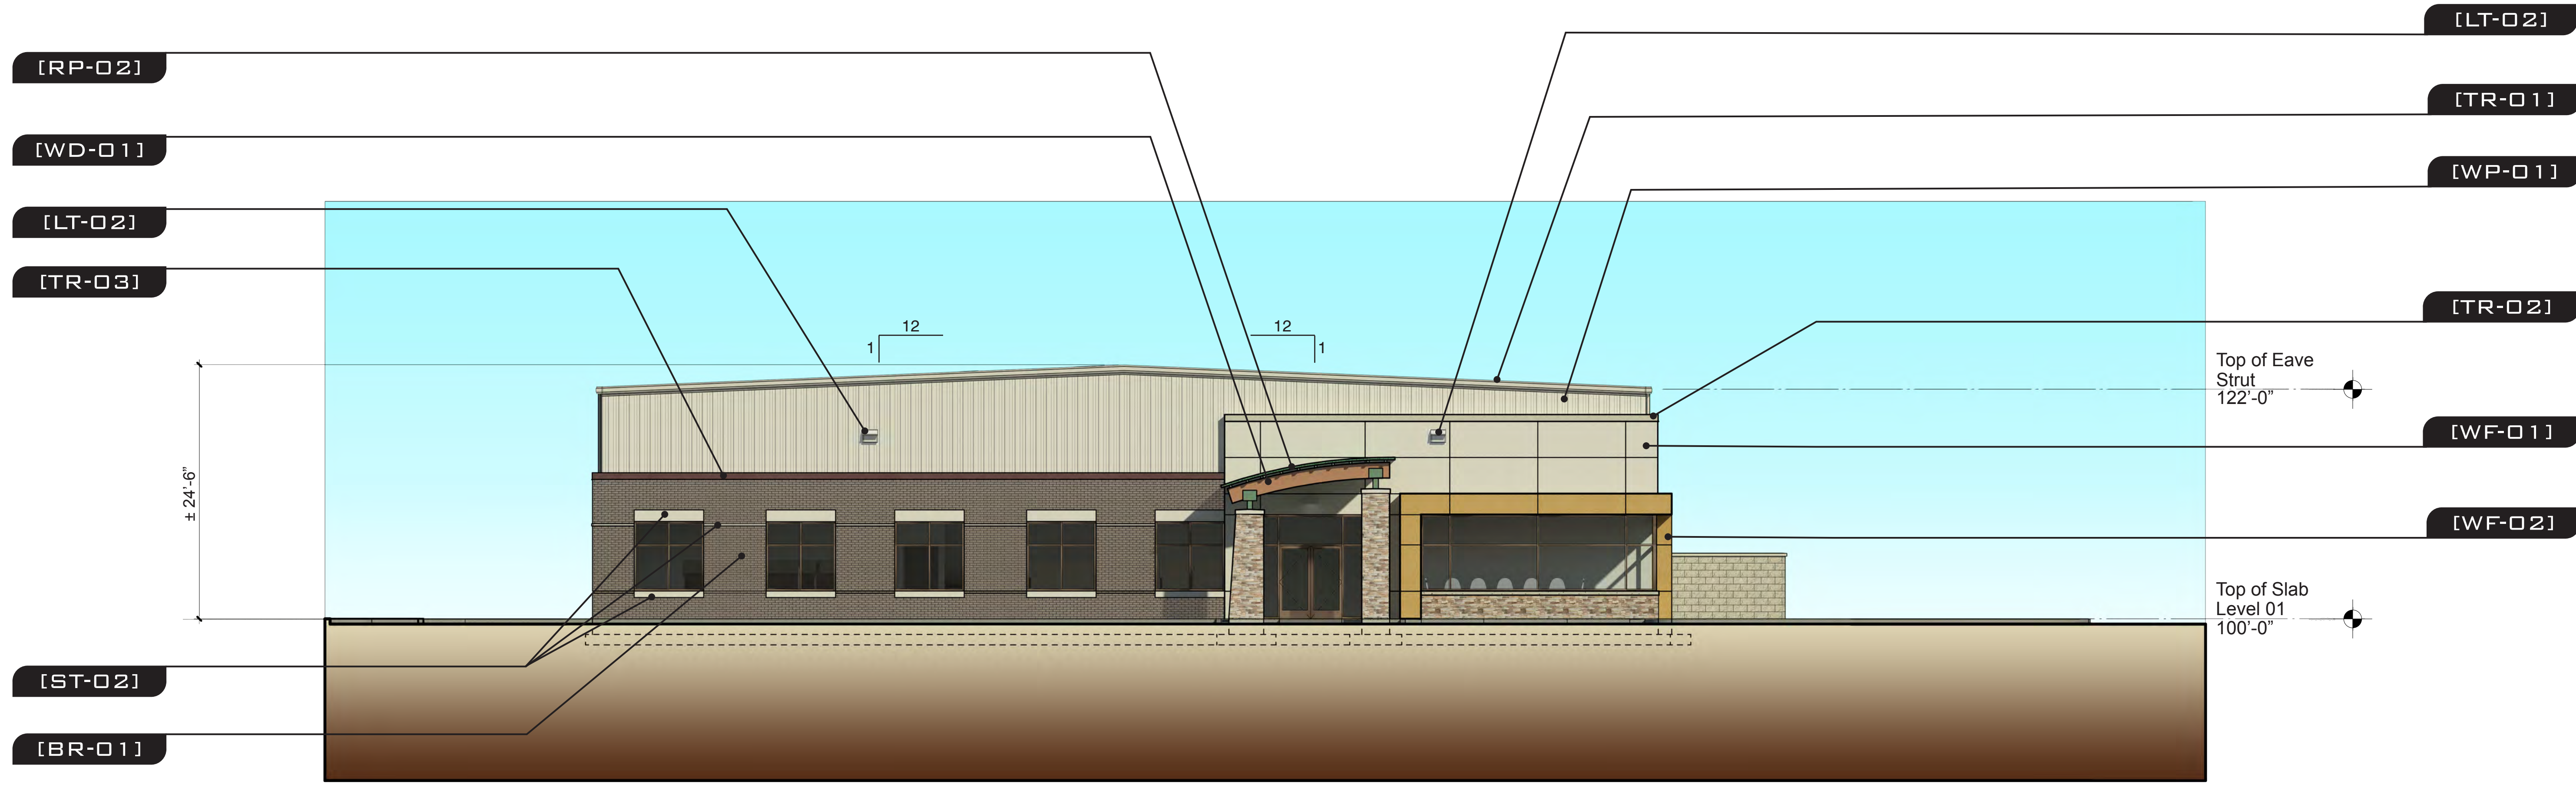 [LT-02]
[RP-02]
[TR-01]
[WD-01]
[WP-01]
[LT-02]
[TR-03]
[TR-02]
12
1
12
1
Top of Eave
Strut
122'-0"
[WF-01]
± 24'-6"
[WF-02]
Top of Slab
Level 01
100'-0"
[ST-02]
[BR-01]